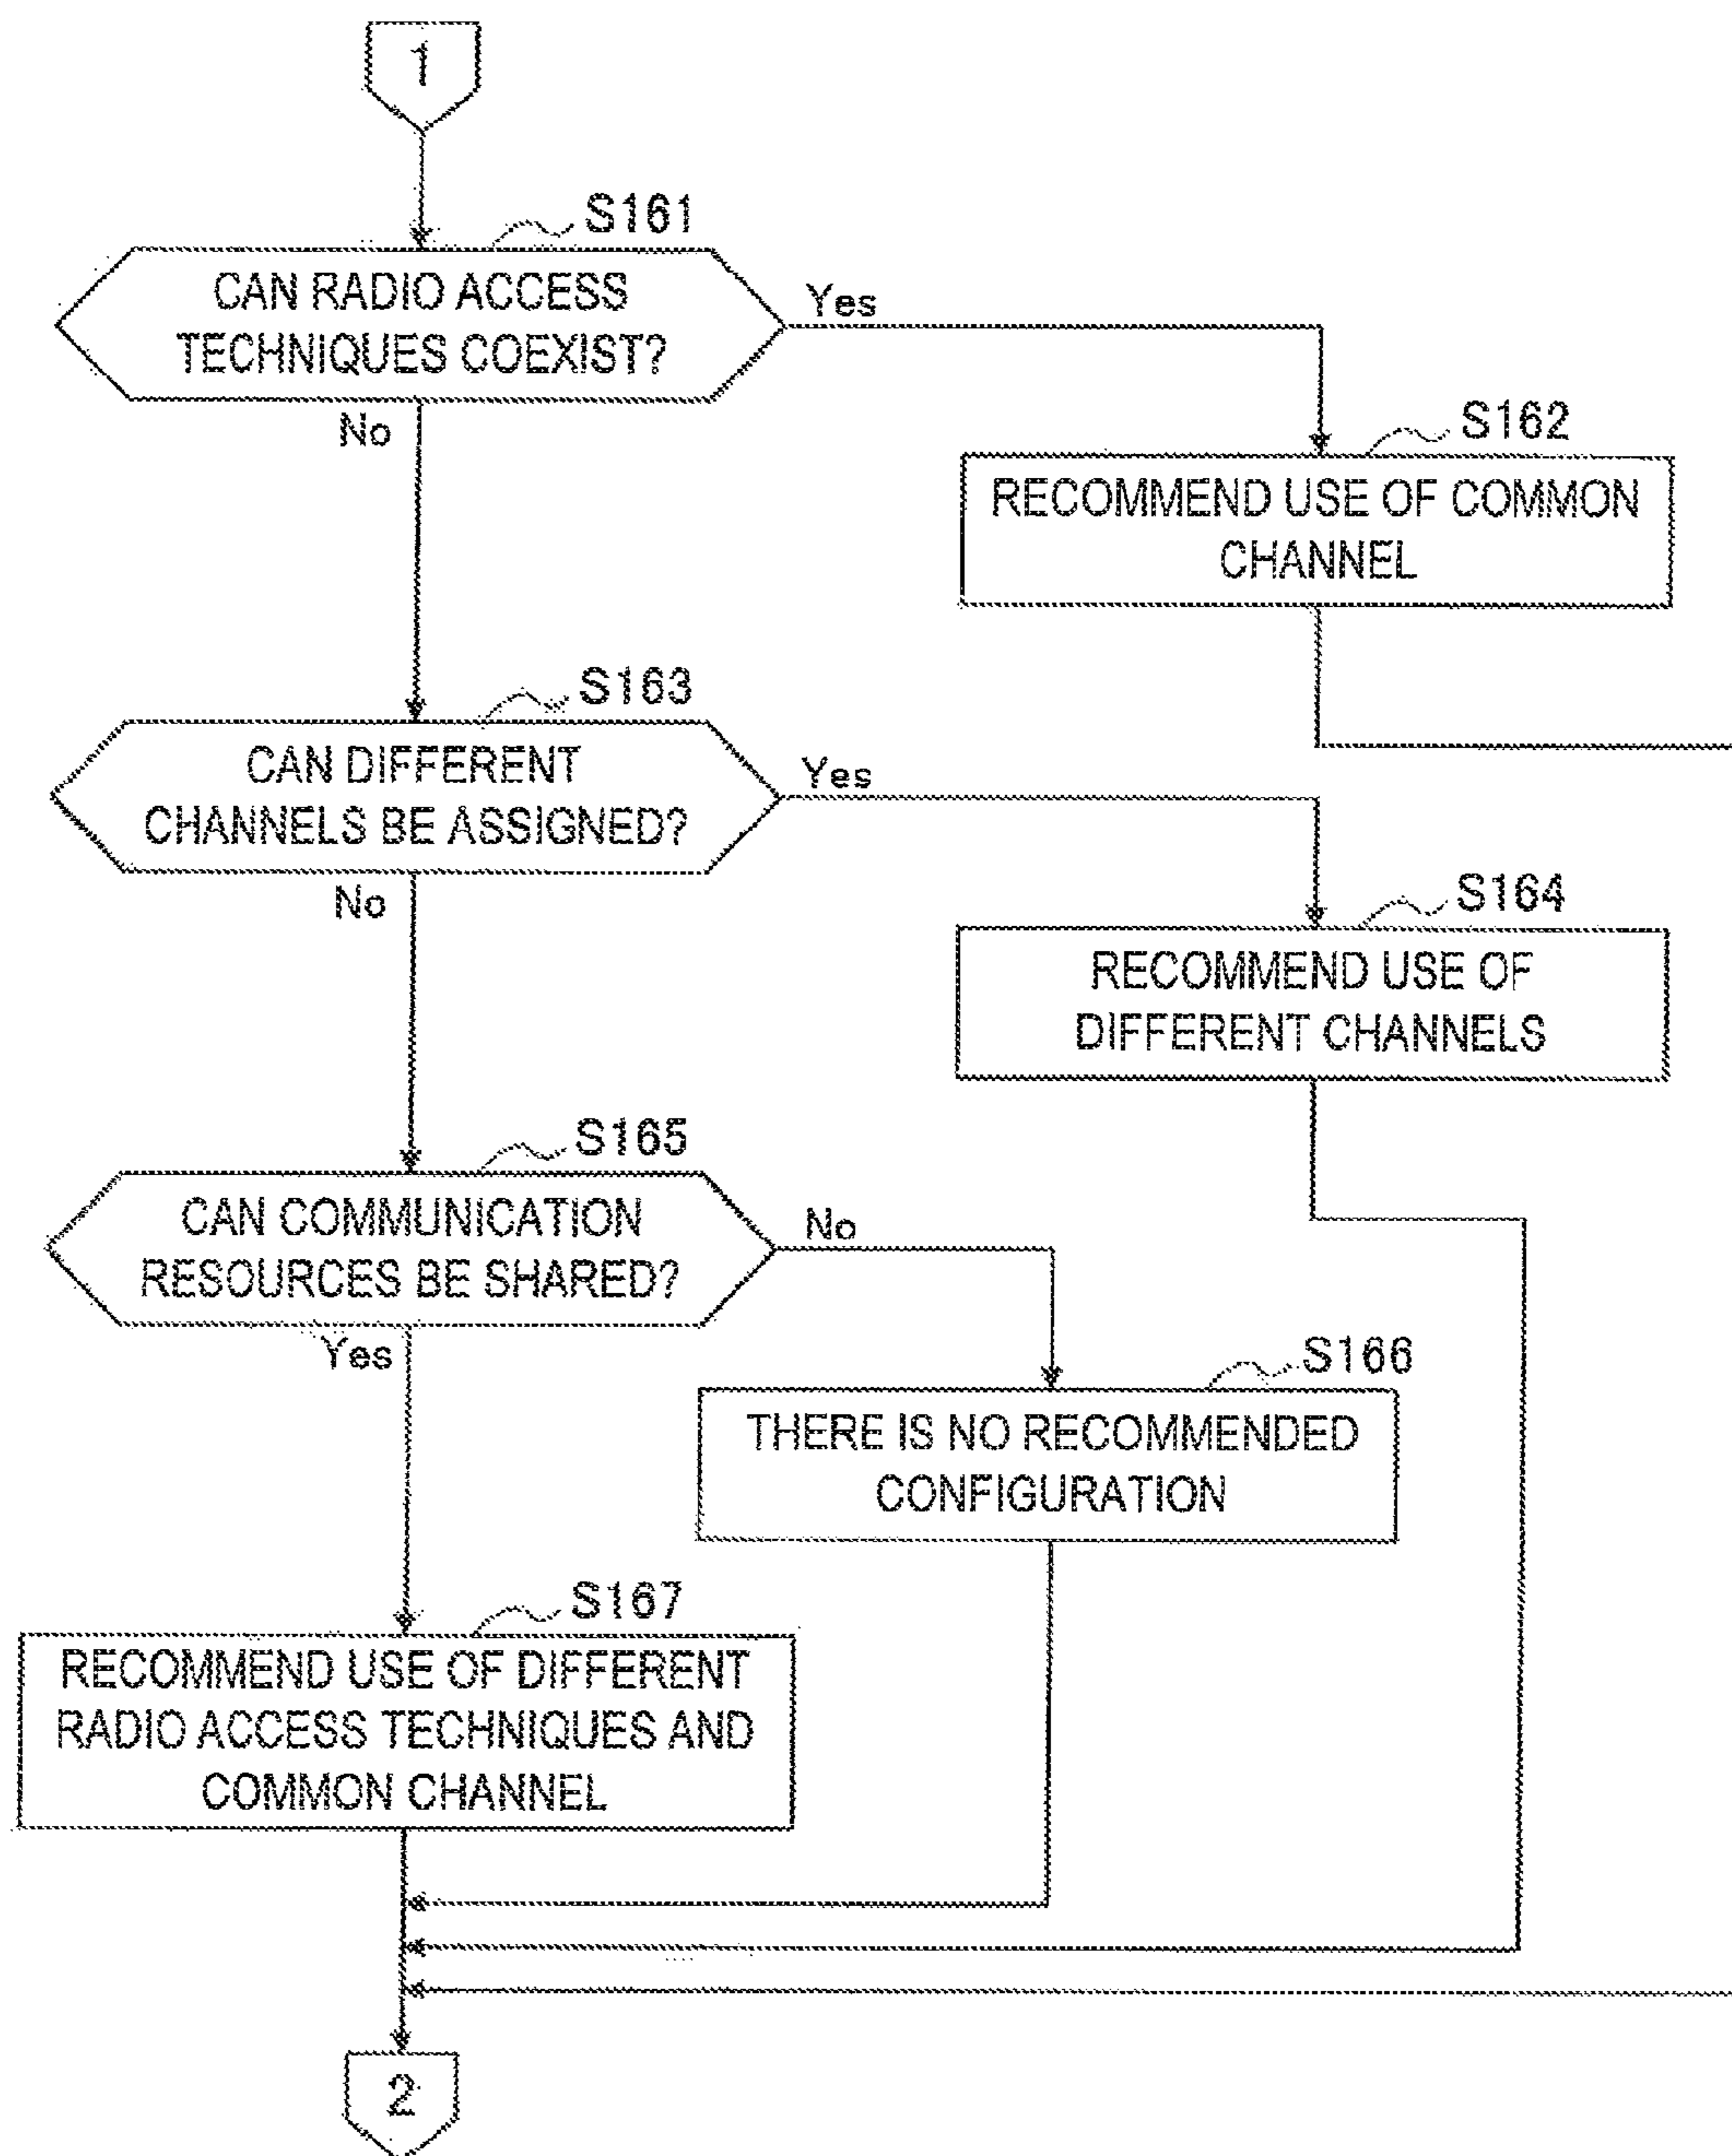 1
S161
CAN RADIO ACCESS
TECHNIQUES COEXIST?
Yes
No
S162
RECOMMEND USE OF COMMON
CHANNEL
S163
CAN DIFFERENT
CHANNELS BE ASSIGNED?
Yes
No
S164
RECOMMEND USE OF
DIFFERENT CHANNELS
S165
CAN COMMUNICATION
RESOURCES BE SHARED?
No
Yes
S166
THERE IS NO RECOMMENDED
CONFIGURATION
S167
RECOMMEND USE OF DIFFERENT
RADIO ACCESS TECHNIQUES AND
COMMON CHANNEL
2